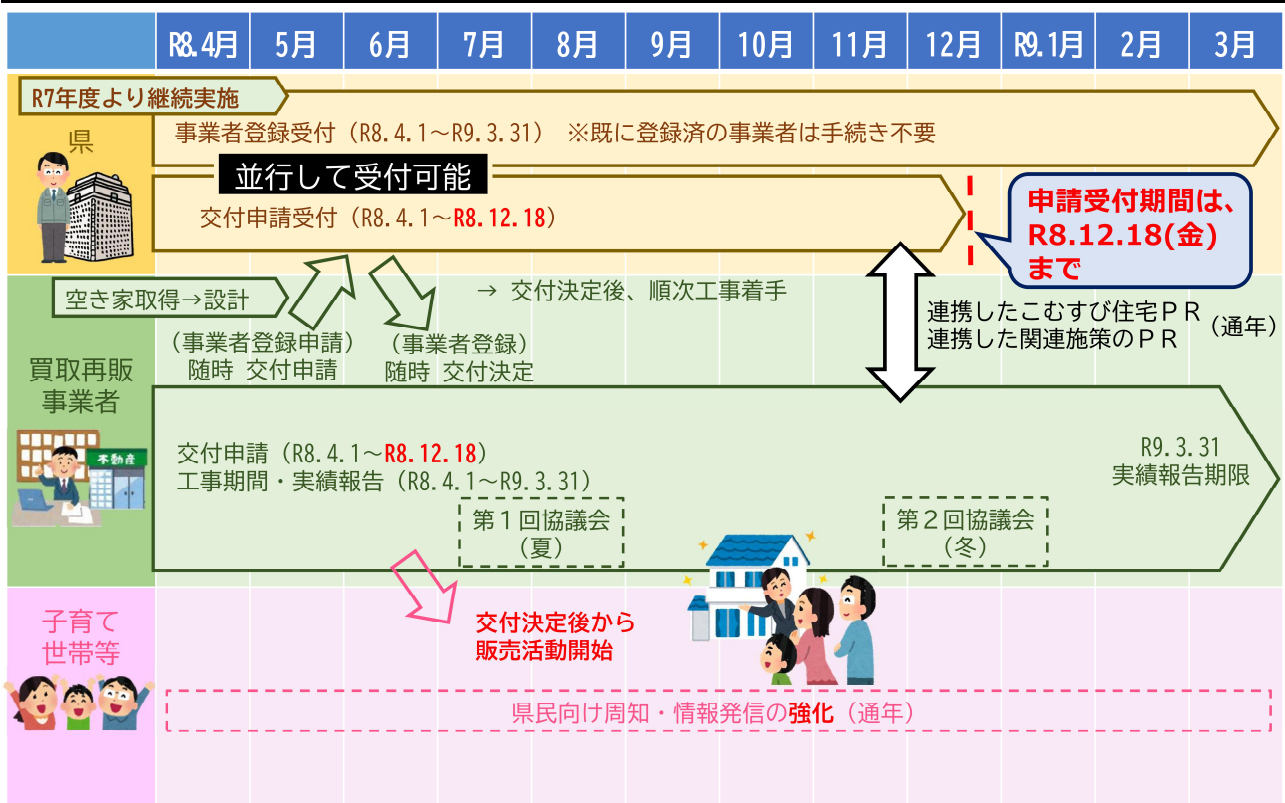 R8.4月 5月 6月 7月 8月 9月 10月 11月 12月 R9.1月 2月 3月
R7年度より継続実施
県
事業者登録受付（R8.4.1～R9.3.31） ※既に登録済の事業者は手続き不要
並行して受付可能
交付申請受付（R8.4.1～R8.12.18）
申請受付期間は、
R8.12.18(金)
まで
空き家取得→設計
→ 交付決定後、順次工事着手
（事業者登録申請）
随時 交付申請
（事業者登録）
随時 交付決定
連携したこむすび住宅ＰＲ
連携した関連施策のＰＲ
（通年）
買取再販
事業者
不動産
交付申請（R8.4.1～R8.12.18）
工事期間・実績報告（R8.4.1～R9.3.31）
R9.3.31
実績報告期限
第１回協議会
（夏）
第２回協議会
（冬）
子育て
世帯等
交付決定後から
販売活動開始
県民向け周知・情報発信の強化（通年）